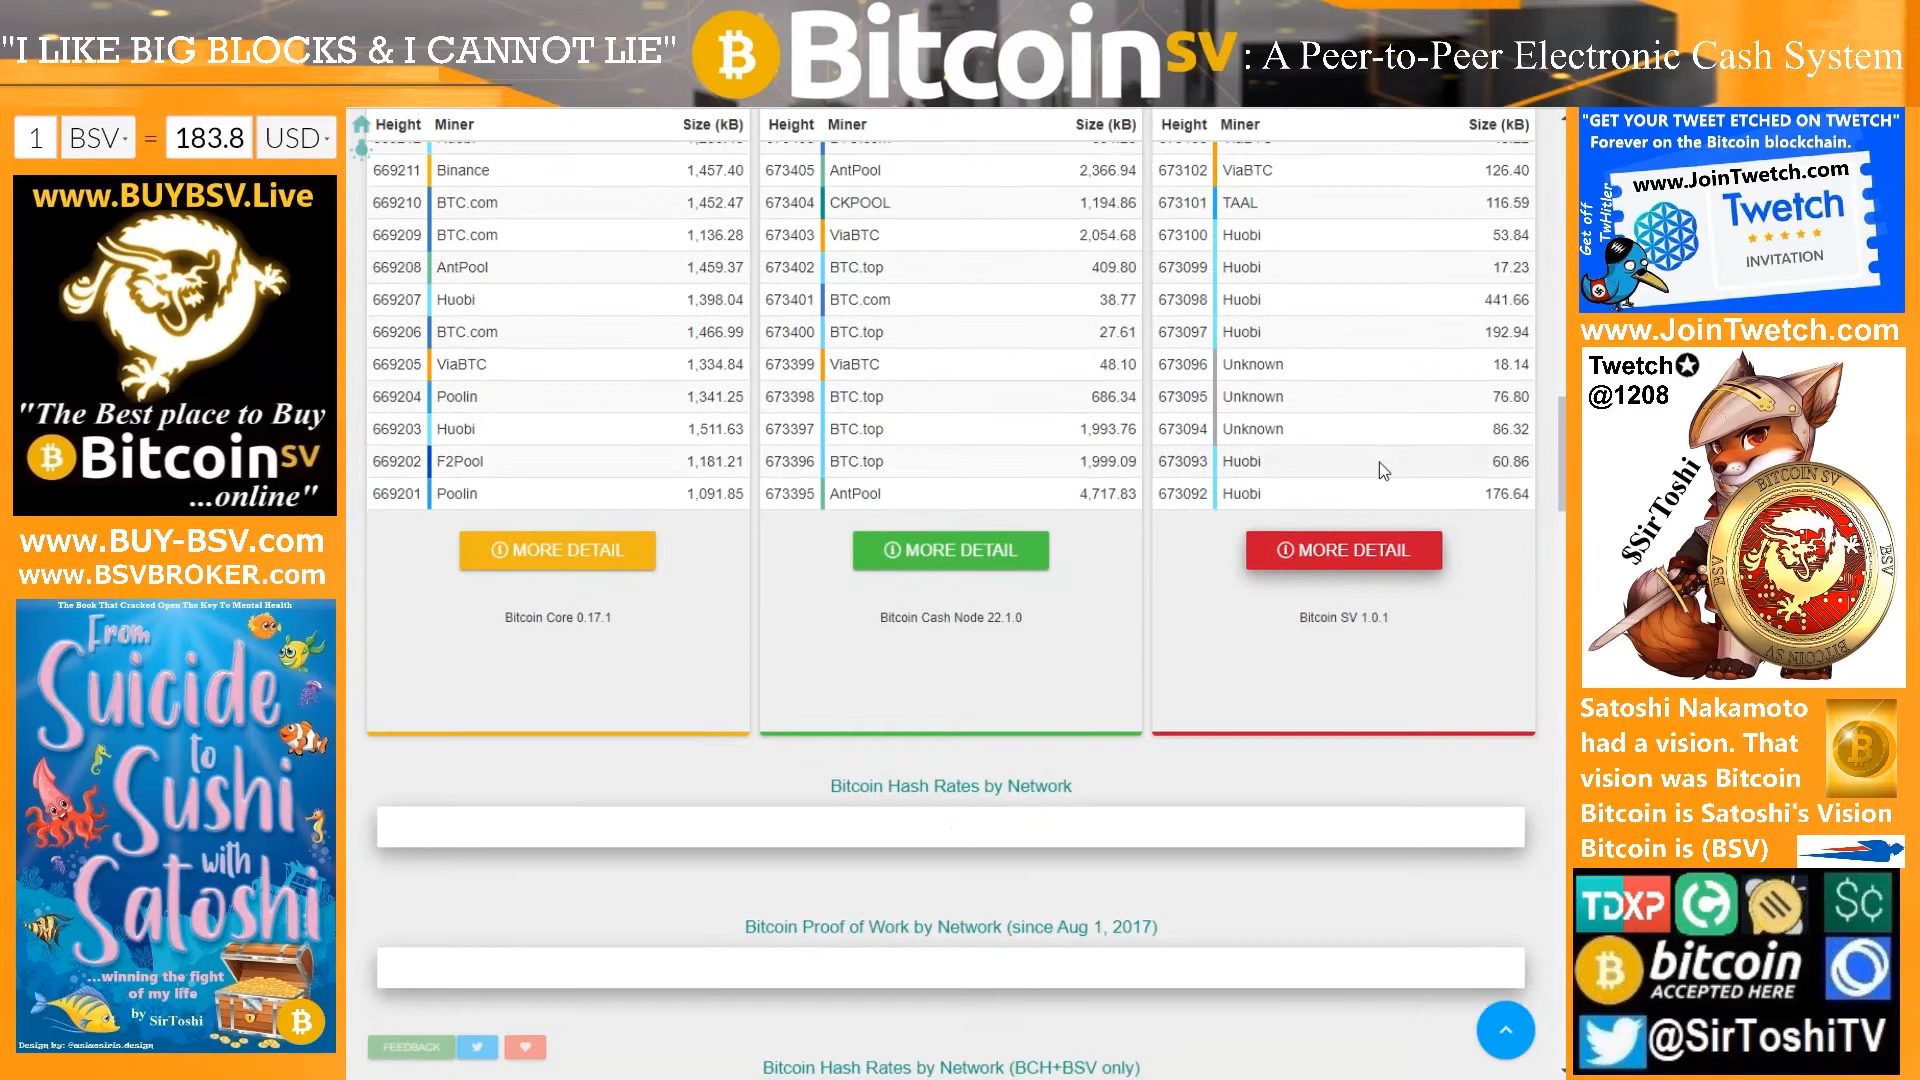 "I LIKE BIG BLOCKS & I CANNOT LIE"
BitcoinSV : A Peer-to-Peer Electronic Cash System
1 BSV = 183.8 USD
www.BUYBSV.Live
"The Best place to Buy
BitcoinSV
...online"
www.BUY-BSV.com
www.BSVBROKER.com
The Book That Cracked Open The Key To Mental Health
From
Suicide
to
Sushi
with
Satoshi
...winning the fight
of my life
by SirToshi
Design by: @asiaosiris.design
Height Miner Size (kB)
669211 Binance 1,457.40
669210 BTC.com 1,452.47
669209 BTC.com 1,136.28
669208 AntPool 1,459.37
669207 Huobi 1,398.04
669206 BTC.com 1,466.99
669205 ViaBTC 1,334.84
669204 Poolin 1,341.25
669203 Huobi 1,511.63
669202 F2Pool 1,181.21
669201 Poolin 1,091.85
MORE DETAIL
Bitcoin Core 0.17.1
Height Miner Size (kB)
673405 AntPool 2,366.94
673404 CKPOOL 1,194.86
673403 ViaBTC 2,054.68
673402 BTC.top 409.80
673401 BTC.com 38.77
673400 BTC.top 27.61
673399 ViaBTC 48.10
673398 BTC.top 686.34
673397 BTC.top 1,993.76
673396 BTC.top 1,999.09
673395 AntPool 4,717.83
MORE DETAIL
Bitcoin Cash Node 22.1.0
Height Miner Size (kB)
673102 ViaBTC 126.40
673101 TAAL 116.59
673100 Huobi 53.84
673099 Huobi 17.23
673098 Huobi 441.66
673097 Huobi 192.94
673096 Unknown 18.14
673095 Unknown 76.80
673094 Unknown 86.32
673093 Huobi 60.86
673092 Huobi 176.64
MORE DETAIL
Bitcoin SV 1.0.1
Bitcoin Hash Rates by Network
Bitcoin Proof of Work by Network (since Aug 1, 2017)
FEEDBACK
Bitcoin Hash Rates by Network (BCH+BSV only)
"GET YOUR TWEET ETCHED ON TWETCH"
Forever on the Bitcoin blockchain.
www.JoinTwetch.com
Twetch
INVITATION
Get off
TwHitler
www.JoinTwetch.com
Twetch
@1208
$SirToshi
BITCOIN SV
BSV
BSV
BITCOIN SV
Satoshi Nakamoto
had a vision. That
vision was Bitcoin
Bitcoin is Satoshi's Vision
Bitcoin is (BSV)
TDXP
$¢
bitcoin
ACCEPTED HERE
@SirToshiTV